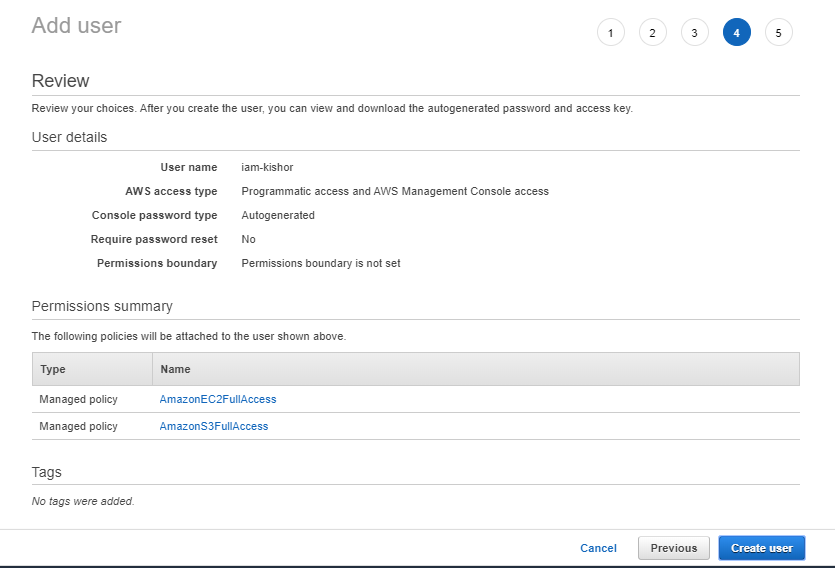 Add user
1 2 3 4 5
Review
Review your choices. After you create the user, you can view and download the autogenerated password and access key.
User details
User name iam-kishor
AWS access type Programmatic access and AWS Management Console access
Console password type Autogenerated
Require password reset No
Permissions boundary Permissions boundary is not set
Permissions summary
The following policies will be attached to the user shown above.
Type Name
Managed policy AmazonEC2FullAccess
Managed policy AmazonS3FullAccess
Tags
No tags were added.
Cancel Previous Create user